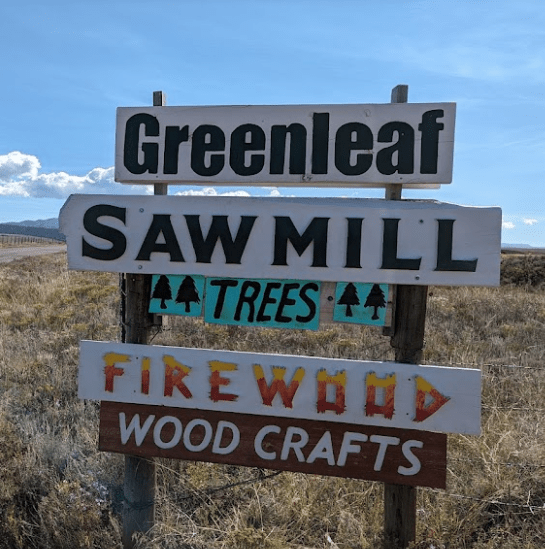 Greenleaf
SAWMILL
TREES
FIREWOOD
WOOD CRAFTS